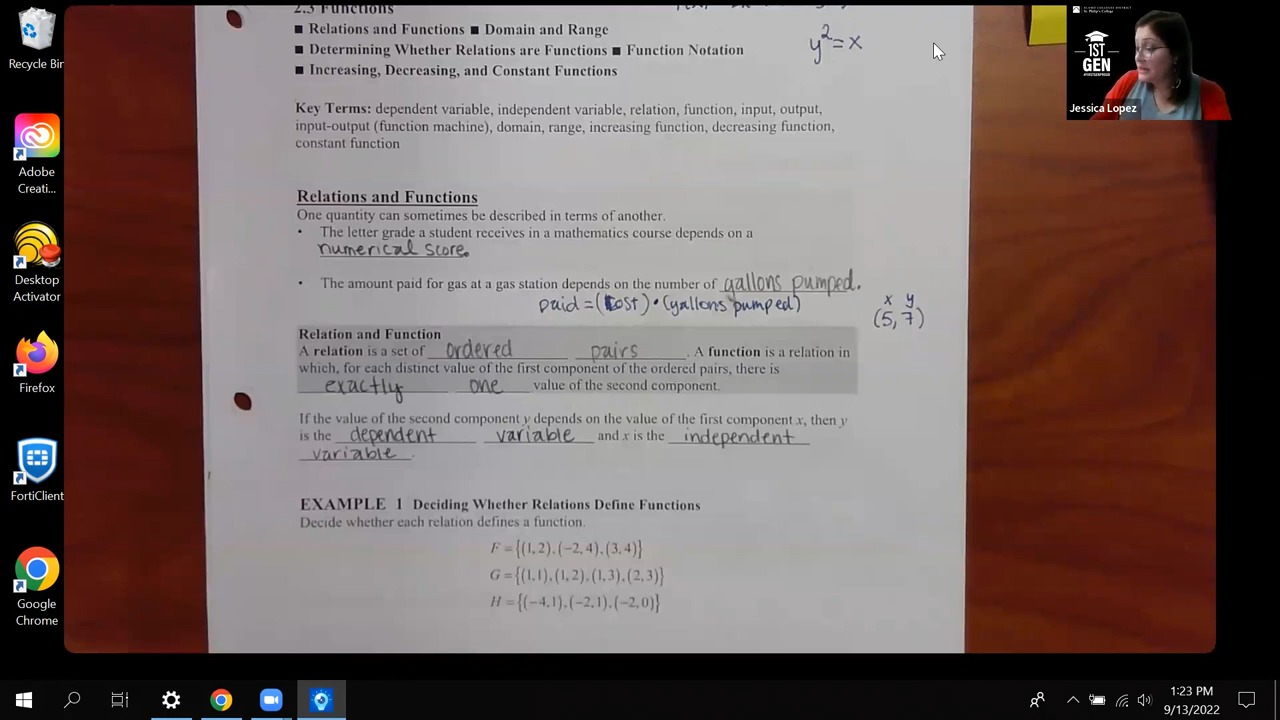 2.3 Functions
■ Relations and Functions ■ Domain and Range
■ Determining Whether Relations are Functions ■ Function Notation
■ Increasing, Decreasing, and Constant Functions
y²=x
Key Terms: dependent variable, independent variable, relation, function, input, output,
input-output (function machine), domain, range, increasing function, decreasing function,
constant function
Relations and Functions
One quantity can sometimes be described in terms of another.
• The letter grade a student receives in a mathematics course depends on a
numerical score.
• The amount paid for gas at a gas station depends on the number of gallons pumped.
paid = (cost) • (gallons pumped)
x y
(5, 7)
Relation and Function
A relation is a set of ordered pairs. A function is a relation in
which, for each distinct value of the first component of the ordered pairs, there is
exactly one value of the second component.
If the value of the second component y depends on the value of the first component x, then y
is the dependent variable and x is the independent
variable.
EXAMPLE 1 Deciding Whether Relations Define Functions
Decide whether each relation defines a function.
F = {(1, 2), (−2, 4), (3, 4)}
G = {(1, 1), (1, 2), (1, 3), (2, 3)}
H = {(−4, 1), (−2, 1), (−2, 0)}
Recycle Bin
Adobe
Creati...
Desktop
Activator
Firefox
FortiClient
Google
Chrome
1ST
GEN
Jessica Lopez
1:23 PM
9/13/2022